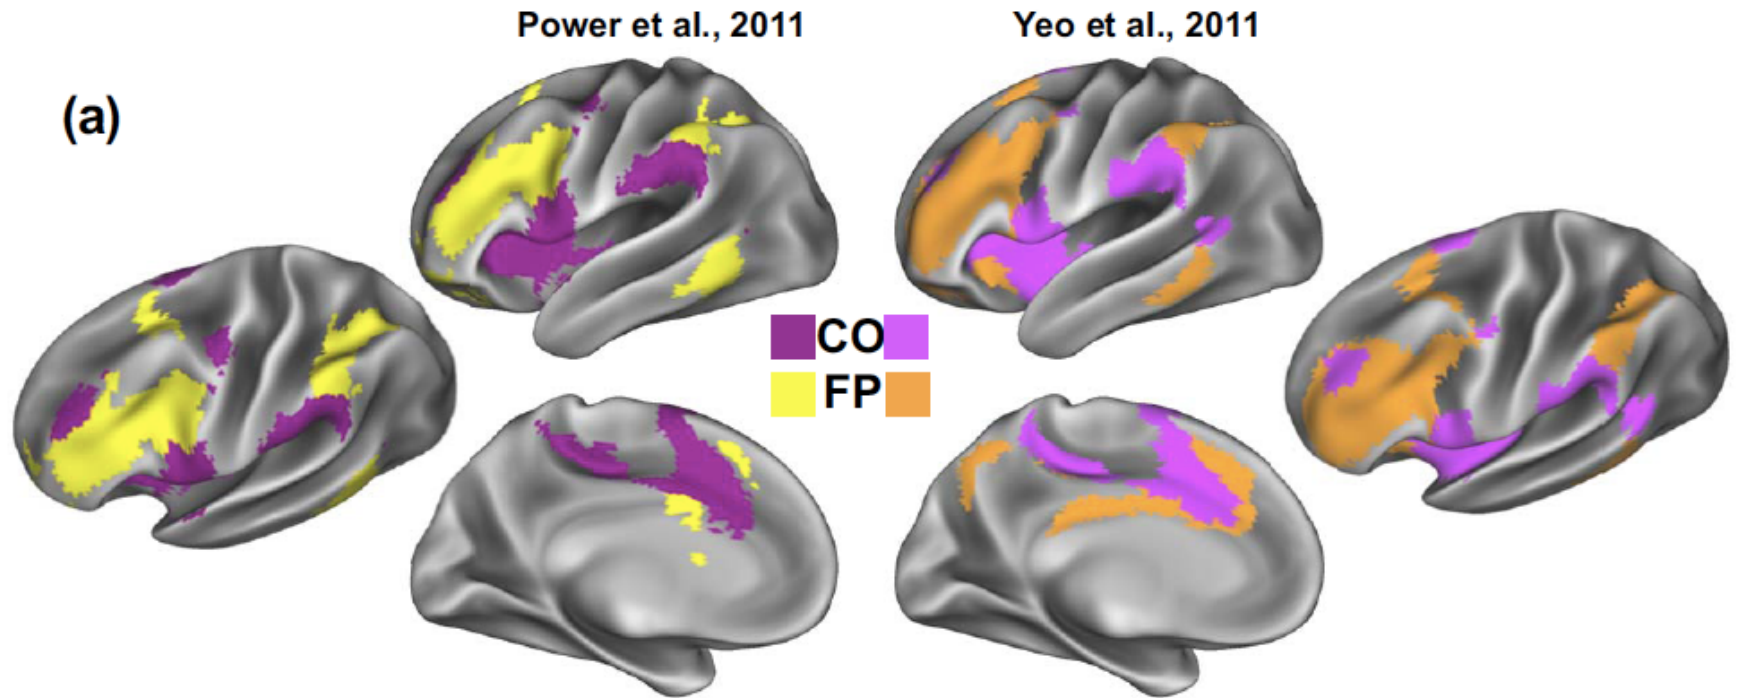 Power et al., 2011
Yeo et al., 2011
(a)
CO
FP